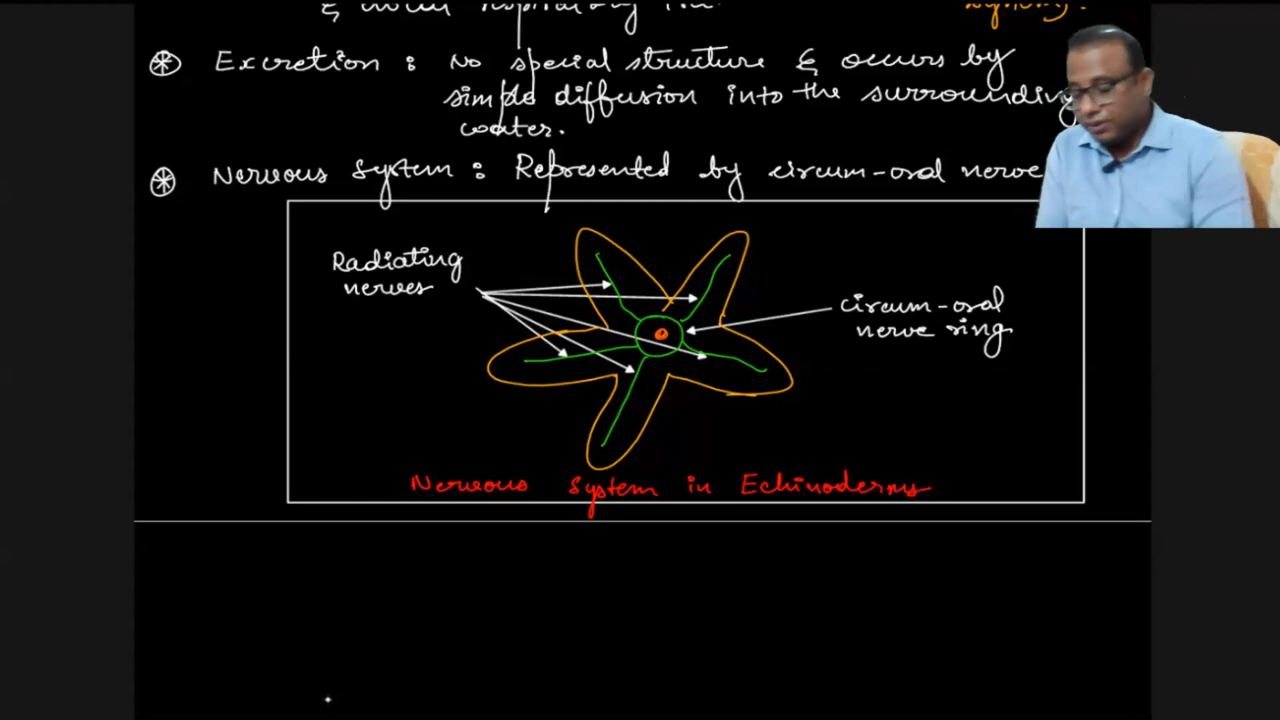 system.
⊛ Excretion : No special structure & occurs by
simple diffusion into the surrounding
water.
⊛ Nervous System : Represented by circum-oral nerve
Radiating
nerves
circum-oral
nerve ring
Nervous System in Echinoderms